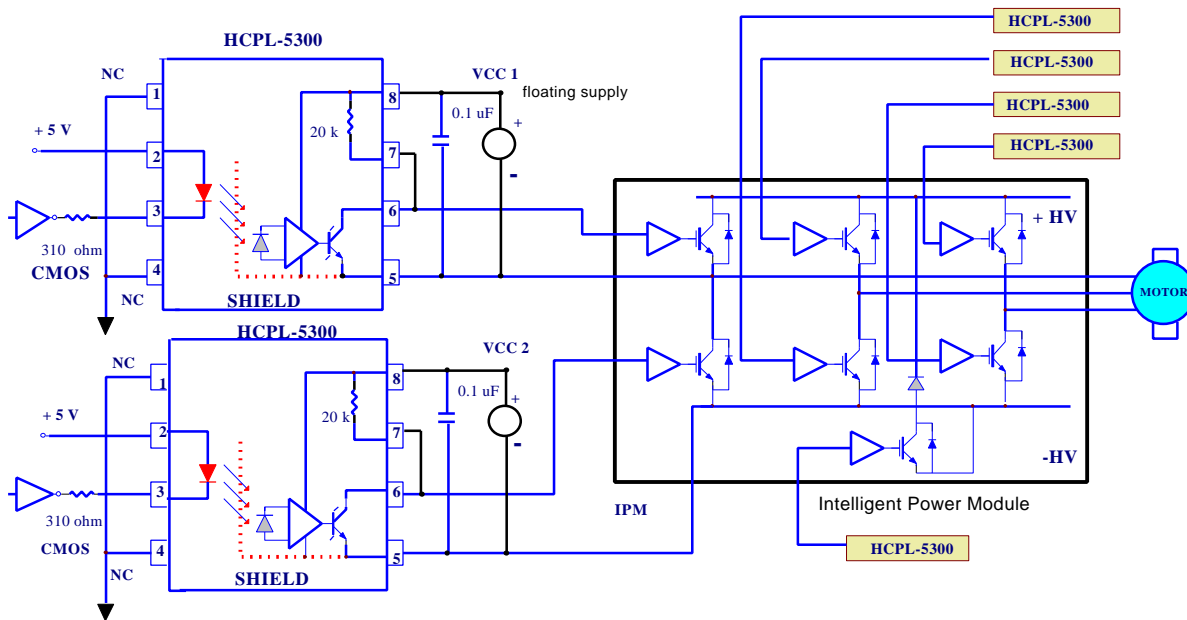 HCPL-5300
NC
1
+ 5 V
2
3
310 ohm
CMOS
4
NC
20 k
SHIELD
8
7
6
5
VCC 1
floating supply
0.1 uF
+
-
HCPL-5300
NC
1
+ 5 V
2
3
310 ohm
CMOS
4
NC
20 k
SHIELD
8
7
6
5
VCC 2
0.1 uF
+
-
HCPL-5300
HCPL-5300
HCPL-5300
HCPL-5300
+ HV
MOTOR
-HV
IPM
Intelligent Power Module
HCPL-5300